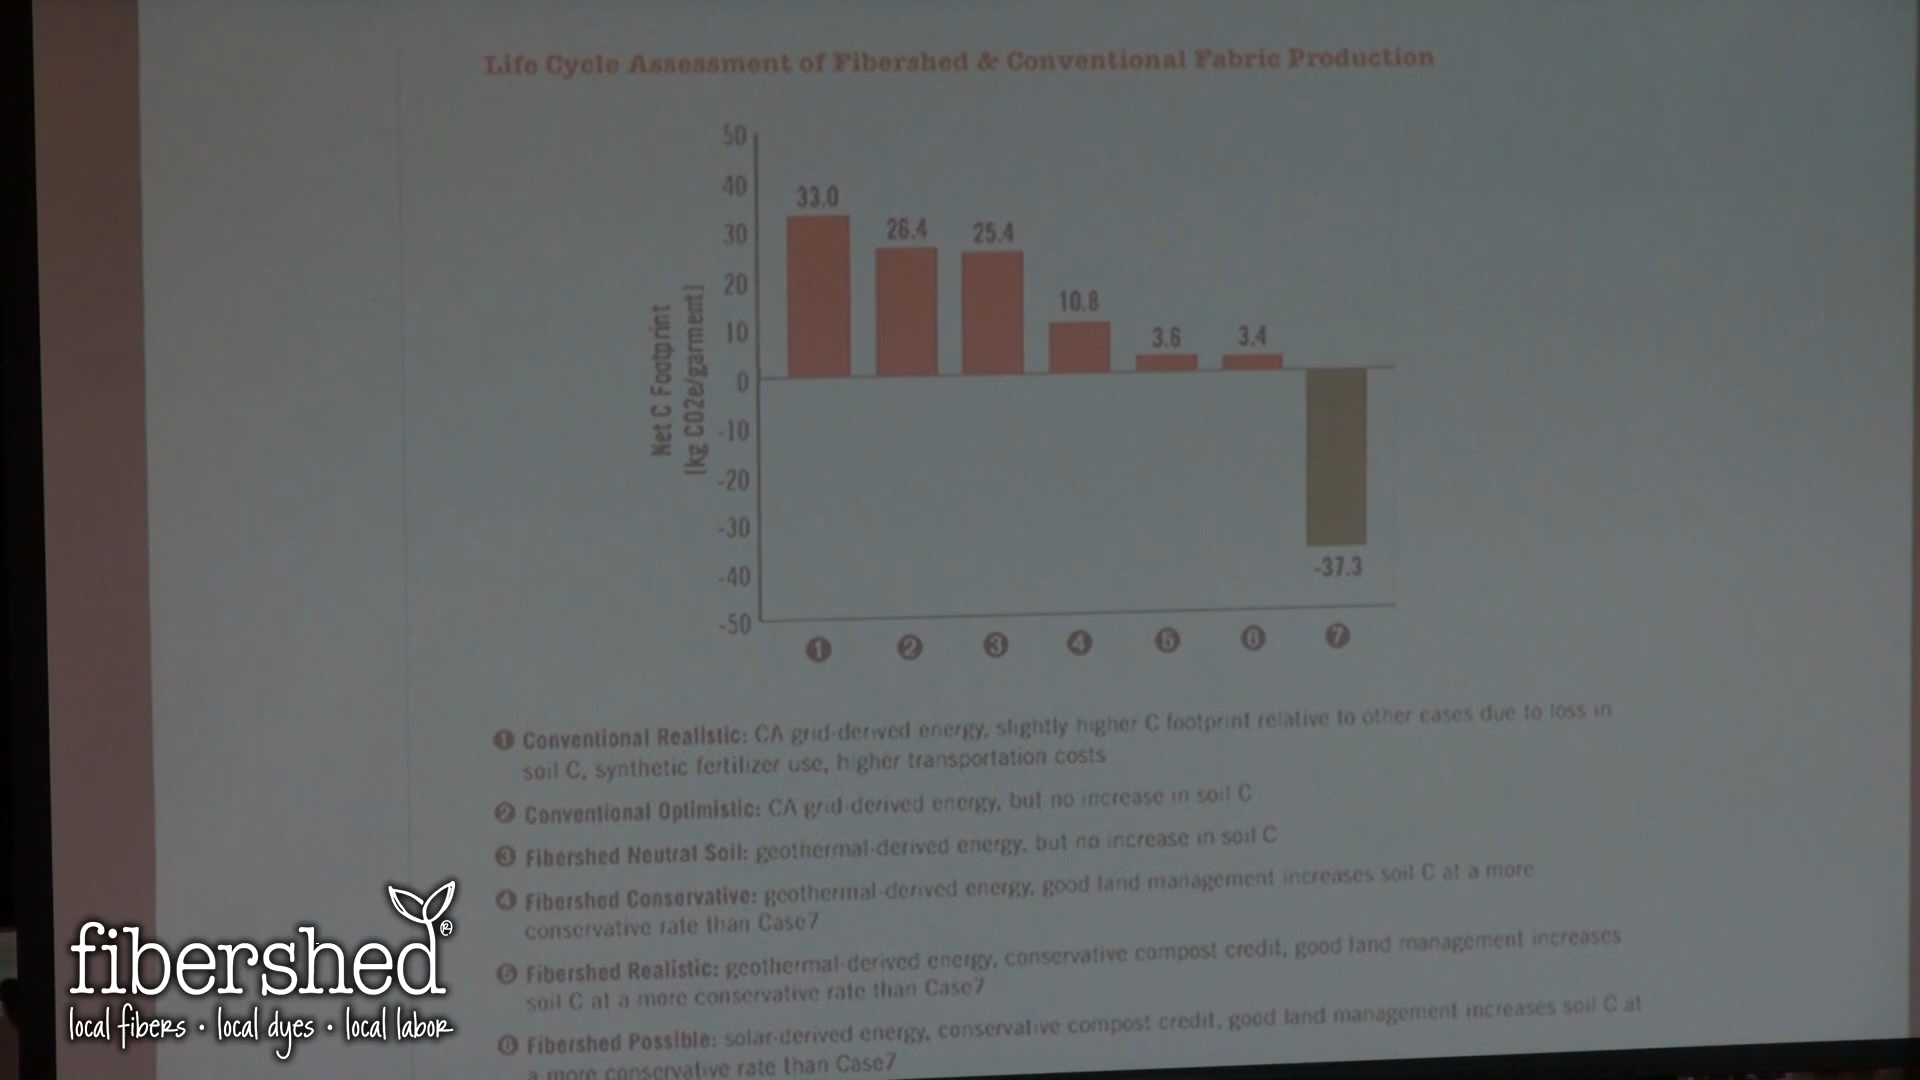 Life Cycle Assessment of Fibershed & Conventional Fabric Production
Net C Footprint
[kg CO2e/garment]
50
40
30
20
10
0
-10
-20
-30
-40
-50
33.0
26.4
25.4
10.8
3.6
3.4
-37.3
1 2 3 4 5 6 7
1 Conventional Realistic: CA grid-derived energy, slightly higher C footprint relative to other cases due to loss in
soil C, synthetic fertilizer use, higher transportation costs
2 Conventional Optimistic: CA grid-derived energy, but no increase in soil C
3 Fibershed Neutral Soil: geothermal-derived energy, but no increase in soil C
4 Fibershed Conservative: geothermal-derived energy, good land management increases soil C at a more
conservative rate than Case7
5 Fibershed Realistic: geothermal-derived energy, conservative compost credit, good land management increases
soil C at a more conservative rate than Case7
6 Fibershed Possible: solar-derived energy, conservative compost credit, good land management increases soil C at
a more conservative rate than Case7
fibershed®
local fibers • local dyes • local labor